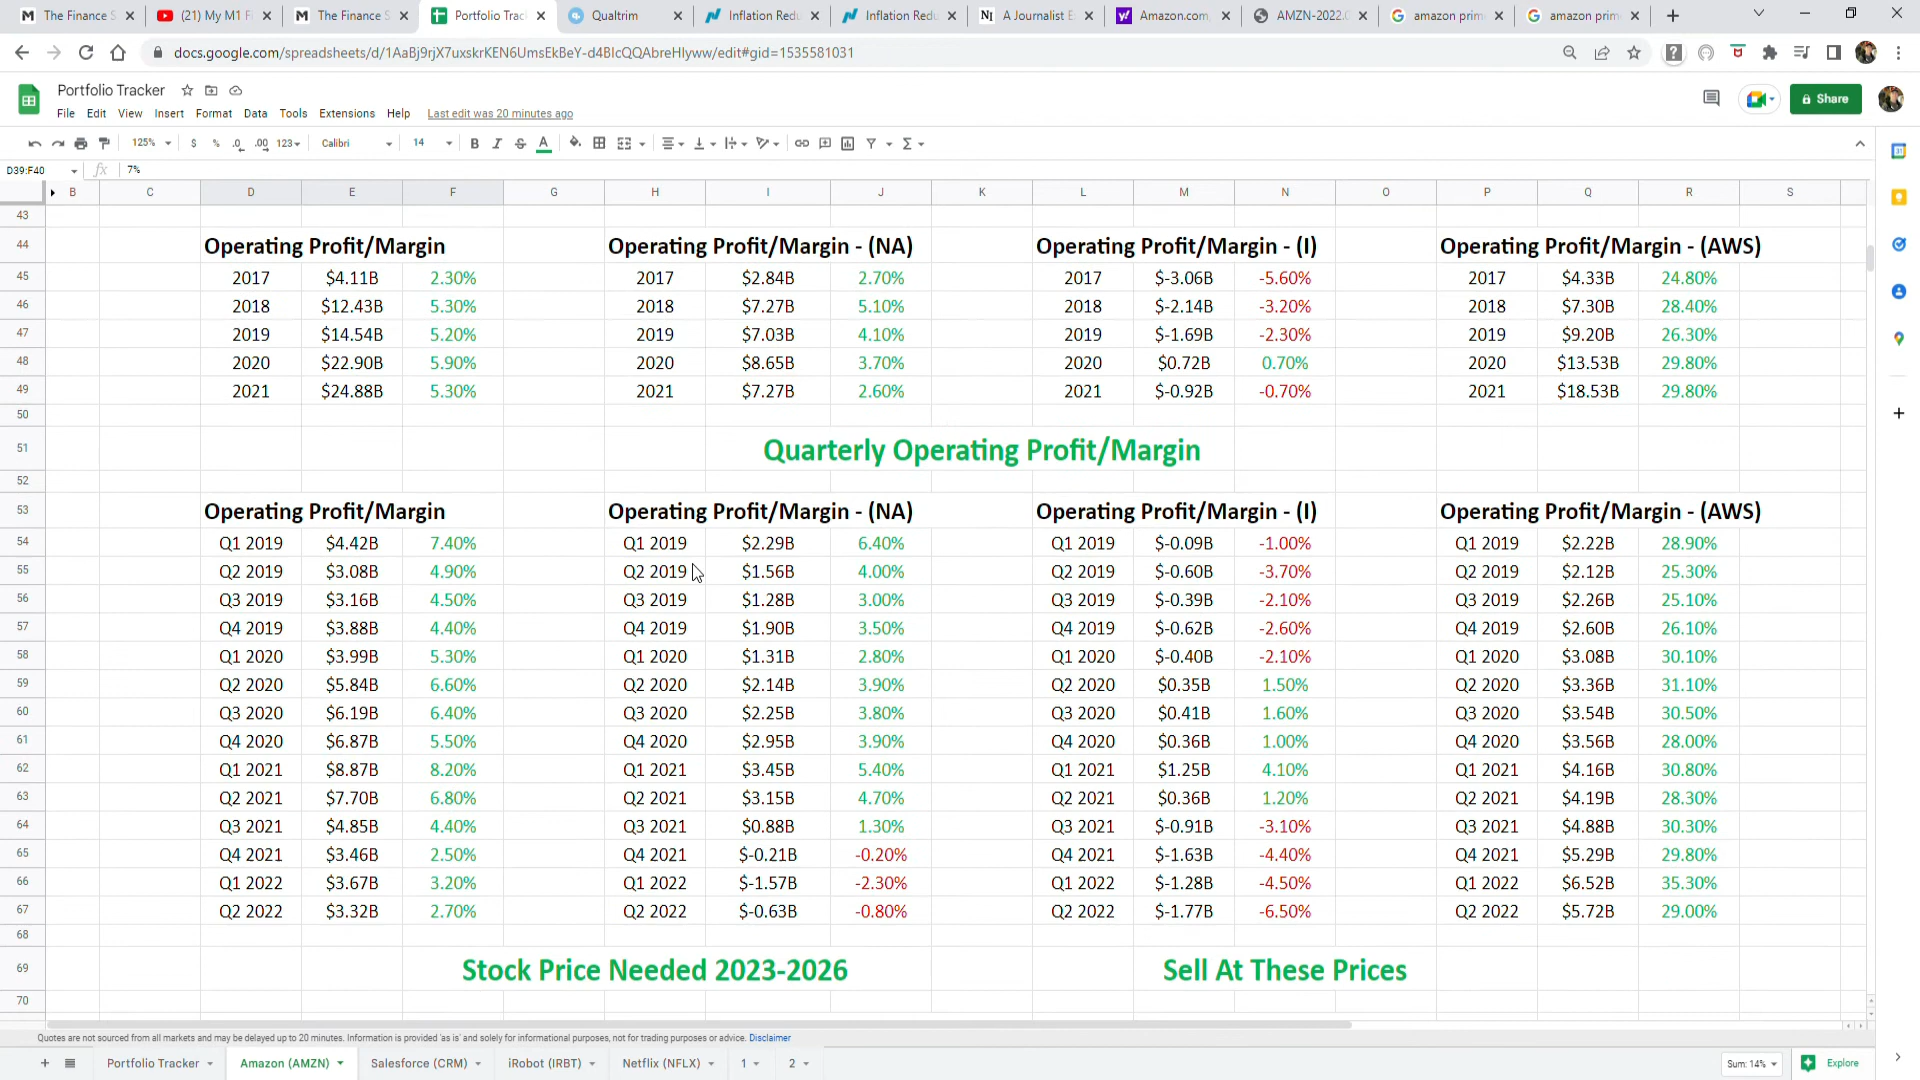 The Finance S
(21) My M1 F
The Finance S
Portfolio Trac
Qualtrim
Inflation Redu
Inflation Redu
A Journalist E
Amazon.com,
AMZN-2022.0
amazon prim
amazon prim
docs.google.com/spreadsheets/d/1AaBj9rjX7uxskrKEN6UmsEkBeY-d4BIcQQAbreHIyww/edit#gid=1535581031
Portfolio Tracker
File Edit View Insert Format Data Tools Extensions Help Last edit was 20 minutes ago
Share
125% $ % .0 .00 123 Calibri 14 B I S A
D39:F40 fx 7%
B C D E F G H I J K L M N O P Q R S
43
44 Operating Profit/Margin Operating Profit/Margin - (NA) Operating Profit/Margin - (I) Operating Profit/Margin - (AWS)
45 2017 $4.11B 2.30% 2017 $2.84B 2.70% 2017 $-3.06B -5.60% 2017 $4.33B 24.80%
46 2018 $12.43B 5.30% 2018 $7.27B 5.10% 2018 $-2.14B -3.20% 2018 $7.30B 28.40%
47 2019 $14.54B 5.20% 2019 $7.03B 4.10% 2019 $-1.69B -2.30% 2019 $9.20B 26.30%
48 2020 $22.90B 5.90% 2020 $8.65B 3.70% 2020 $0.72B 0.70% 2020 $13.53B 29.80%
49 2021 $24.88B 5.30% 2021 $7.27B 2.60% 2021 $-0.92B -0.70% 2021 $18.53B 29.80%
50
51 Quarterly Operating Profit/Margin
52
53 Operating Profit/Margin Operating Profit/Margin - (NA) Operating Profit/Margin - (I) Operating Profit/Margin - (AWS)
54 Q1 2019 $4.42B 7.40% Q1 2019 $2.29B 6.40% Q1 2019 $-0.09B -1.00% Q1 2019 $2.22B 28.90%
55 Q2 2019 $3.08B 4.90% Q2 2019 $1.56B 4.00% Q2 2019 $-0.60B -3.70% Q2 2019 $2.12B 25.30%
56 Q3 2019 $3.16B 4.50% Q3 2019 $1.28B 3.00% Q3 2019 $-0.39B -2.10% Q3 2019 $2.26B 25.10%
57 Q4 2019 $3.88B 4.40% Q4 2019 $1.90B 3.50% Q4 2019 $-0.62B -2.60% Q4 2019 $2.60B 26.10%
58 Q1 2020 $3.99B 5.30% Q1 2020 $1.31B 2.80% Q1 2020 $-0.40B -2.10% Q1 2020 $3.08B 30.10%
59 Q2 2020 $5.84B 6.60% Q2 2020 $2.14B 3.90% Q2 2020 $0.35B 1.50% Q2 2020 $3.36B 31.10%
60 Q3 2020 $6.19B 6.40% Q3 2020 $2.25B 3.80% Q3 2020 $0.41B 1.60% Q3 2020 $3.54B 30.50%
61 Q4 2020 $6.87B 5.50% Q4 2020 $2.95B 3.90% Q4 2020 $0.36B 1.00% Q4 2020 $3.56B 28.00%
62 Q1 2021 $8.87B 8.20% Q1 2021 $3.45B 5.40% Q1 2021 $1.25B 4.10% Q1 2021 $4.16B 30.80%
63 Q2 2021 $7.70B 6.80% Q2 2021 $3.15B 4.70% Q2 2021 $0.36B 1.20% Q2 2021 $4.19B 28.30%
64 Q3 2021 $4.85B 4.40% Q3 2021 $0.88B 1.30% Q3 2021 $-0.91B -3.10% Q3 2021 $4.88B 30.30%
65 Q4 2021 $3.46B 2.50% Q4 2021 $-0.21B -0.20% Q4 2021 $-1.63B -4.40% Q4 2021 $5.29B 29.80%
66 Q1 2022 $3.67B 3.20% Q1 2022 $-1.57B -2.30% Q1 2022 $-1.28B -4.50% Q1 2022 $6.52B 35.30%
67 Q2 2022 $3.32B 2.70% Q2 2022 $-0.63B -0.80% Q2 2022 $-1.77B -6.50% Q2 2022 $5.72B 29.00%
68
69 Stock Price Needed 2023-2026 Sell At These Prices
70
Quotes are not sourced from all markets and may be delayed up to 20 minutes. Information is provided 'as is' and solely for informational purposes, not for trading purposes or advice. Disclaimer
Portfolio Tracker Amazon (AMZN) Salesforce (CRM) iRobot (IRBT) Netflix (NFLX) 1 2 Sum: 14% Explore